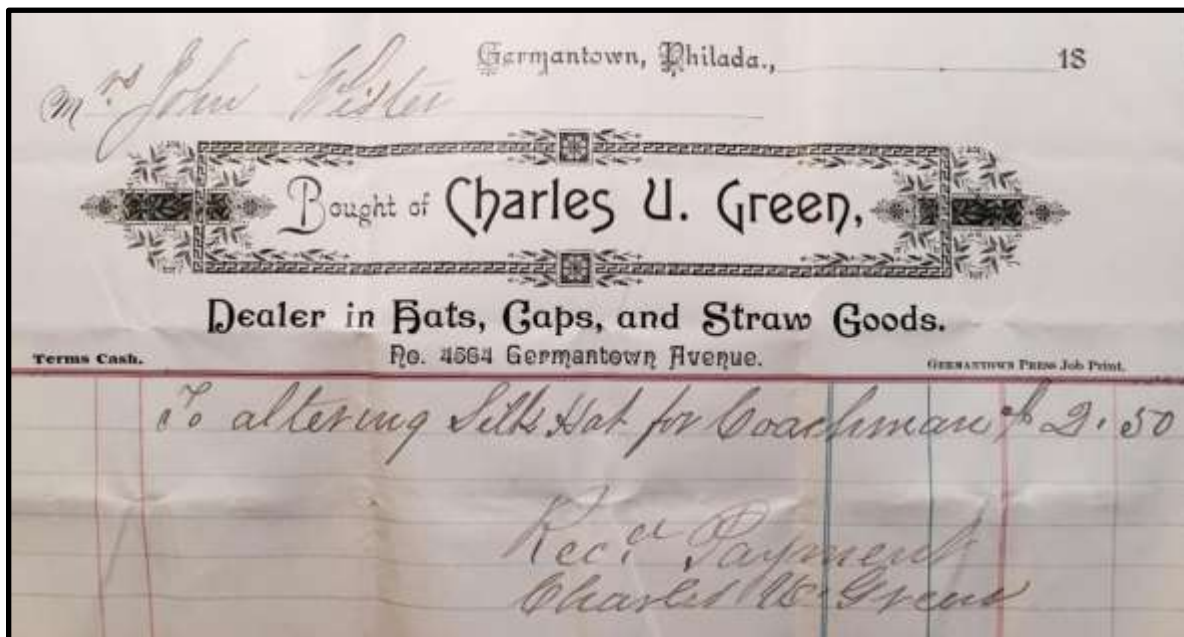 Germantown, Philada., 18
Mrs John Wister
Bought of Charles U. Green,
Dealer in Hats, Caps, and Straw Goods.
Terms Cash. No. 4564 Germantown Avenue. GERMANTOWN PRESS Job Print.
To altering Silk Hat for Coachman $ 2.50
Recd Payment
Charles U. Green